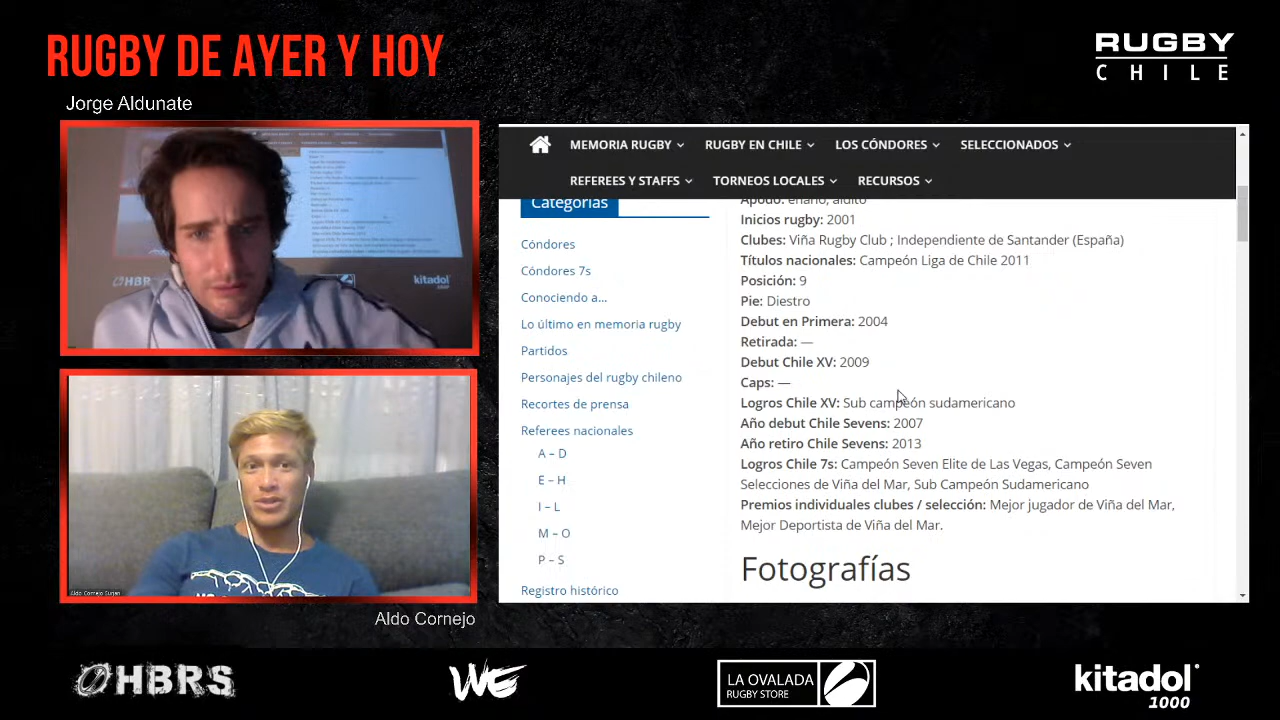 RUGBY DE AYER Y HOY
RUGBY
CHILE
Jorge Aldunate
MEMORIA RUGBY
RUGBY EN CHILE
LOS CÓNDORES
SELECCIONADOS
REFEREES Y STAFFS
TORNEOS LOCALES
RECURSOS
Categorías
Cóndores
Cóndores 7s
Conociendo a...
Lo último en memoria rugby
Partidos
Personajes del rugby chileno
Recortes de prensa
Referees nacionales
A – D
E – H
I – L
M – O
P – S
Registro histórico
Apodo: enano, aldito
Inicios rugby: 2001
Clubes: Viña Rugby Club ; Independiente de Santander (España)
Títulos nacionales: Campeón Liga de Chile 2011
Posición: 9
Pie: Diestro
Debut en Primera: 2004
Retirada: —
Debut Chile XV: 2009
Caps: —
Logros Chile XV: Sub campeón sudamericano
Año debut Chile Sevens: 2007
Año retiro Chile Sevens: 2013
Logros Chile 7s: Campeón Seven Elite de Las Vegas, Campeón Seven
Selecciones de Viña del Mar, Sub Campeón Sudamericano
Premios individuales clubes / selección: Mejor jugador de Viña del Mar,
Mejor Deportista de Viña del Mar.
Fotografías
HBRS
kitadol
Aldo Cornejo
OHBRS
WE
LA OVALADA
RUGBY STORE
kitadol
1000